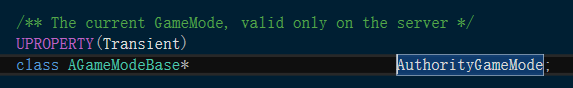 /** The current GameMode, valid only on the server */
UPROPERTY(Transient)
class AGameModeBase* AuthorityGameMode;